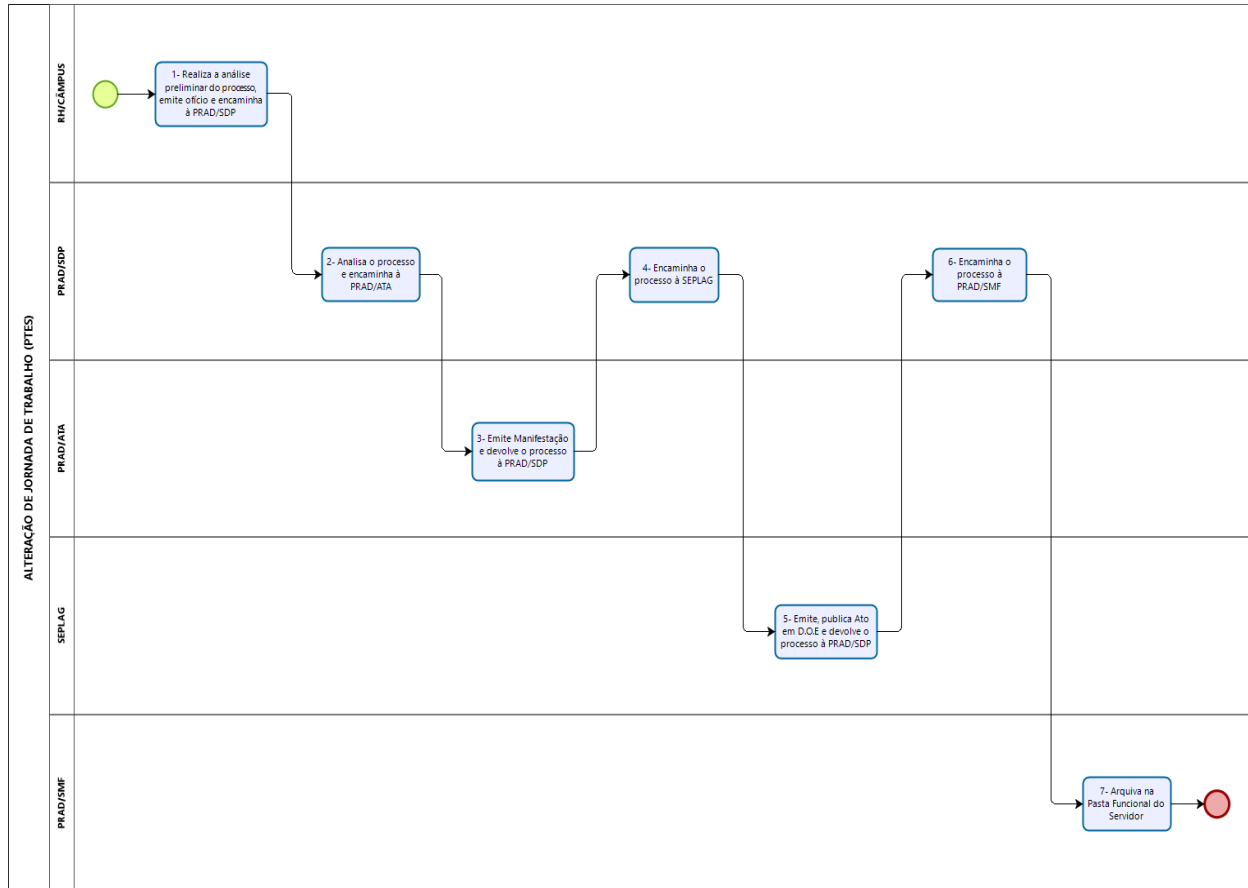 ALTERAÇÃO DE JORNADA DE TRABALHO (PTES)
RH/CÂMPUS
1- Realiza a análise
preliminar do processo,
emite ofício e encaminha
à PRAD/SDP
PRAD/SDP
2- Analisa o processo
e encaminha à
PRAD/ATA
4- Encaminha o
processo à SEPLAG
6- Encaminha o
processo à
PRAD/SMF
PRAD/ATA
3- Emite Manifestação
e devolve o processo
à PRAD/SDP
SEPLAG
5- Emite, publica Ato
em D.O.E e devolve o
processo à PRAD/SDP
PRAD/SMF
7- Arquiva na
Pasta Funcional do
Servidor